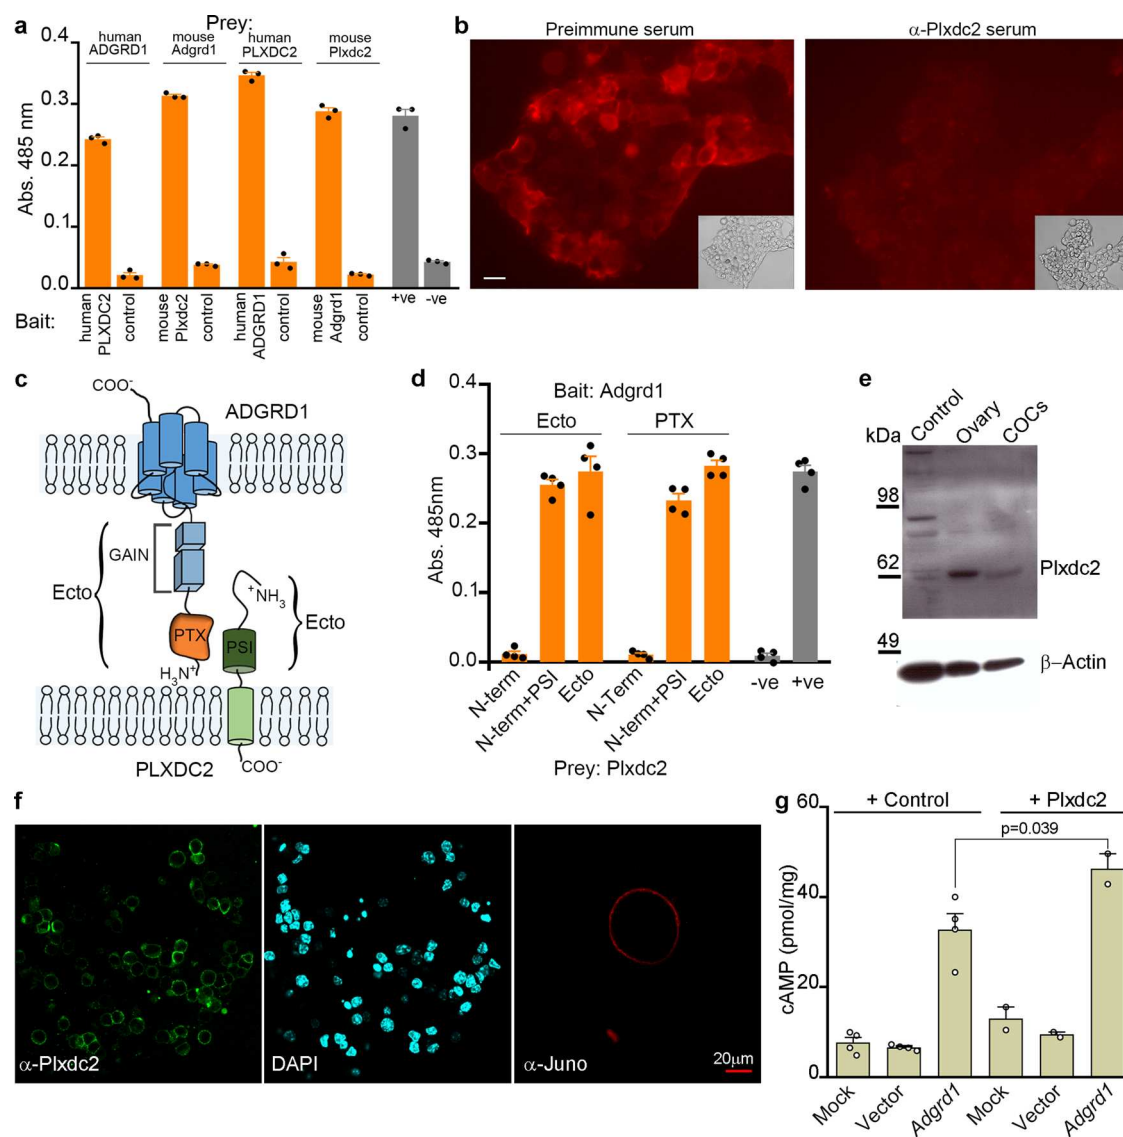 a
Prey:
human ADGRD1
mouse Adgrd1
human PLXDC2
mouse Plxdc2
Abs. 485 nm
0.4
0.3
0.2
0.1
0.0
Bait:
human PLXDC2
control
mouse Plxdc2
control
human ADGRD1
control
mouse Adgrd1
control
+ve
-ve
b
Preimmune serum
α-Plxdc2 serum
c
COO-
ADGRD1
GAIN
Ecto
+NH3
Ecto
PTX
PSI
H3N+
PLXDC2
COO-
d
Bait: Adgrd1
Ecto
PTX
Abs. 485nm
0.4
0.3
0.2
0.1
0.0
N-term
N-term+PSI
Ecto
N-Term
N-term+PSI
Ecto
-ve
+ve
Prey: Plxdc2
e
kDa
Control
Ovary
COCs
98
62
49
Plxdc2
β-Actin
f
α-Plxdc2
DAPI
α-Juno
20μm
g
+ Control
+ Plxdc2
p=0.039
cAMP (pmol/mg)
60
40
20
0
Mock
Vector
Adgrd1
Mock
Vector
Adgrd1